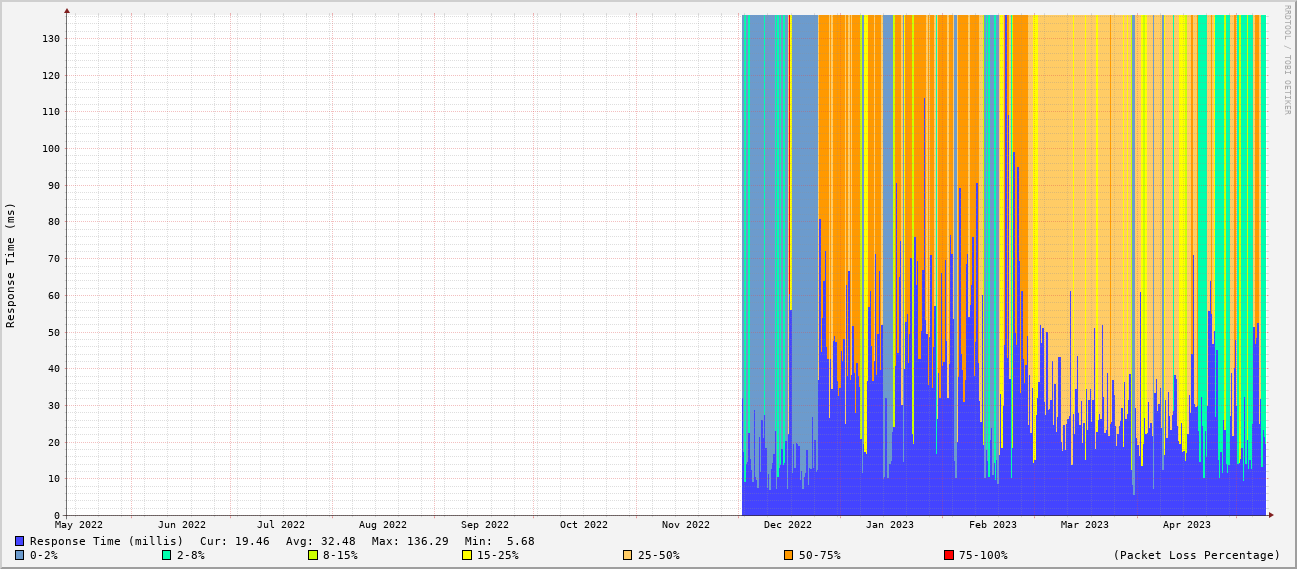 RRDTOOL / TOBI OETIKER
Response Time (ms)
130
120
110
100
90
80
70
60
50
40
30
20
10
0
May 2022 Jun 2022 Jul 2022 Aug 2022 Sep 2022 Oct 2022 Nov 2022 Dec 2022 Jan 2023 Feb 2023 Mar 2023 Apr 2023
Response Time (millis) Cur: 19.46 Avg: 32.48 Max: 136.29 Min: 5.68
0-2% 2-8% 8-15% 15-25% 25-50% 50-75% 75-100% (Packet Loss Percentage)